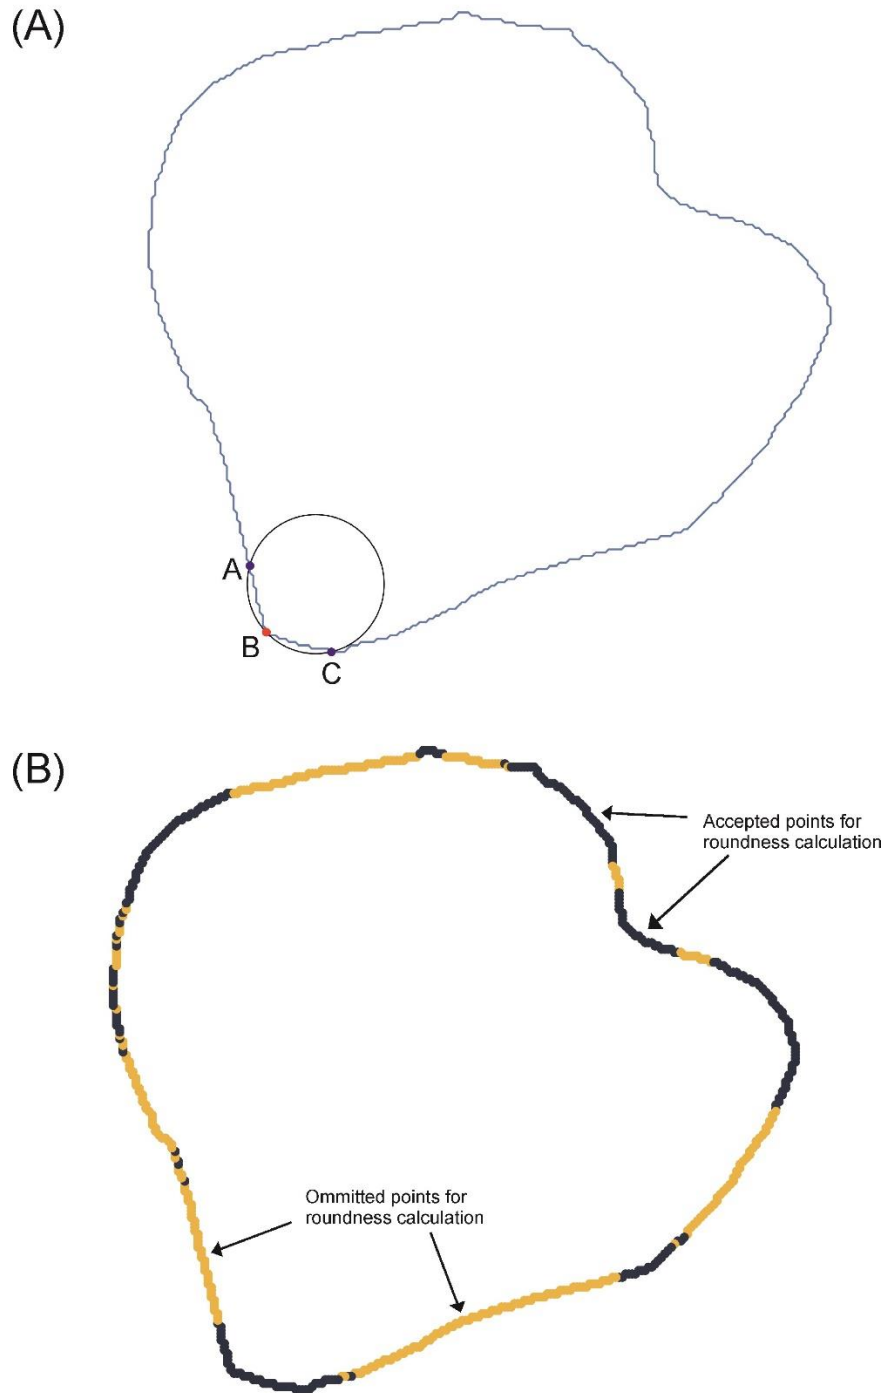 (A)
A
B
C
(B)
Accepted points for
roundness calculation
Ommitted points for
roundness calculation